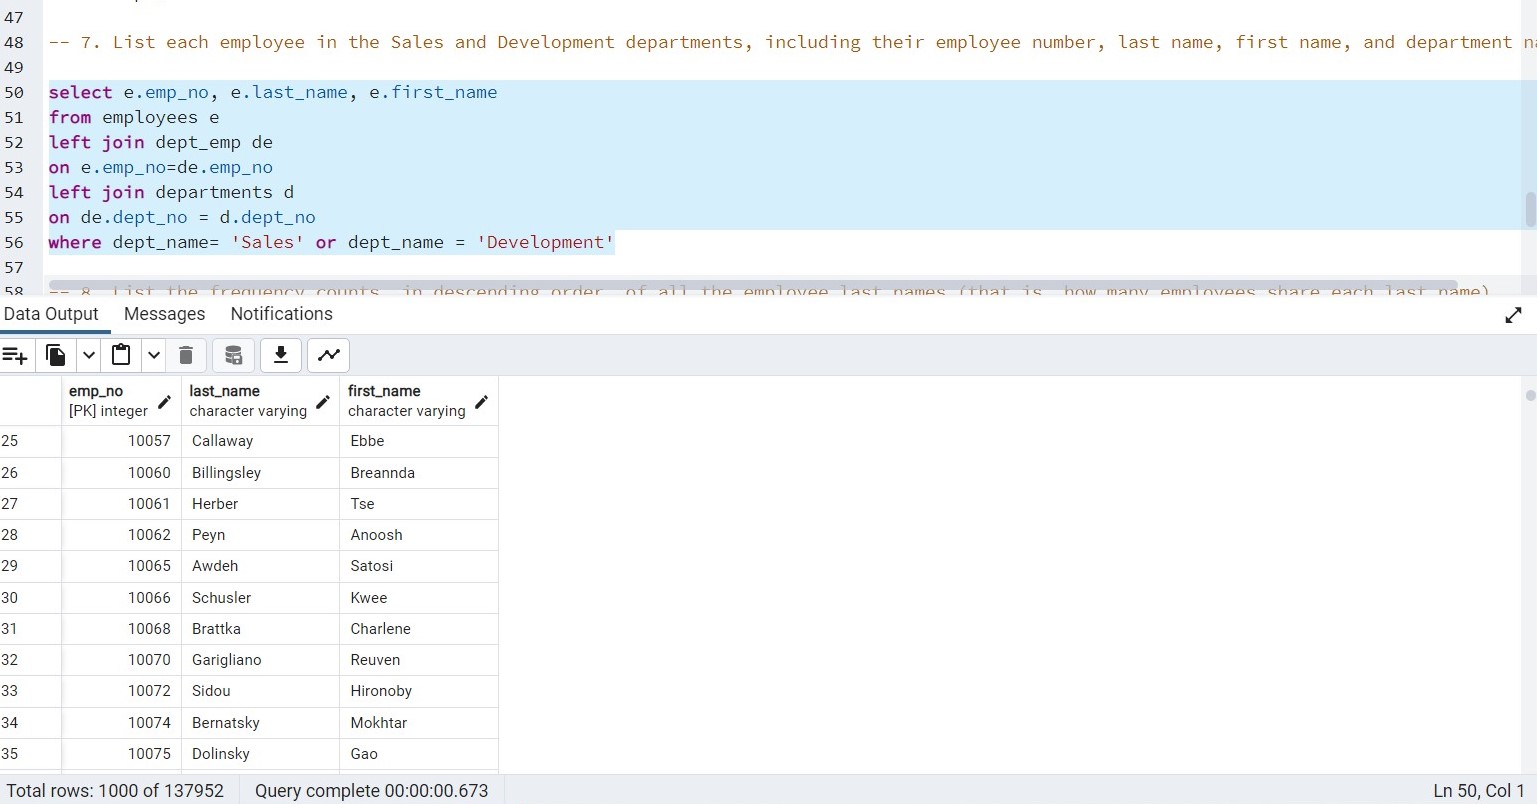 47
48 -- 7. List each employee in the Sales and Development departments, including their employee number, last name, first name, and department
49
50 select e.emp_no, e.last_name, e.first_name
51 from employees e
52 left join dept_emp de
53 on e.emp_no=de.emp_no
54 left join departments d
55 on de.dept_no = d.dept_no
56 where dept_name= 'Sales' or dept_name = 'Development'
57
58 -- 8. List the frequency counts, in descending order, of all the employee last names (that is, how many employees share each last name)
Data Output Messages Notifications
emp_no last_name first_name
[PK] integer character varying character varying
25 10057 Callaway Ebbe
26 10060 Billingsley Breannda
27 10061 Herber Tse
28 10062 Peyn Anoosh
29 10065 Awdeh Satosi
30 10066 Schusler Kwee
31 10068 Brattka Charlene
32 10070 Garigliano Reuven
33 10072 Sidou Hironoby
34 10074 Bernatsky Mokhtar
35 10075 Dolinsky Gao
Total rows: 1000 of 137952 Query complete 00:00:00.673 Ln 50, Col 1